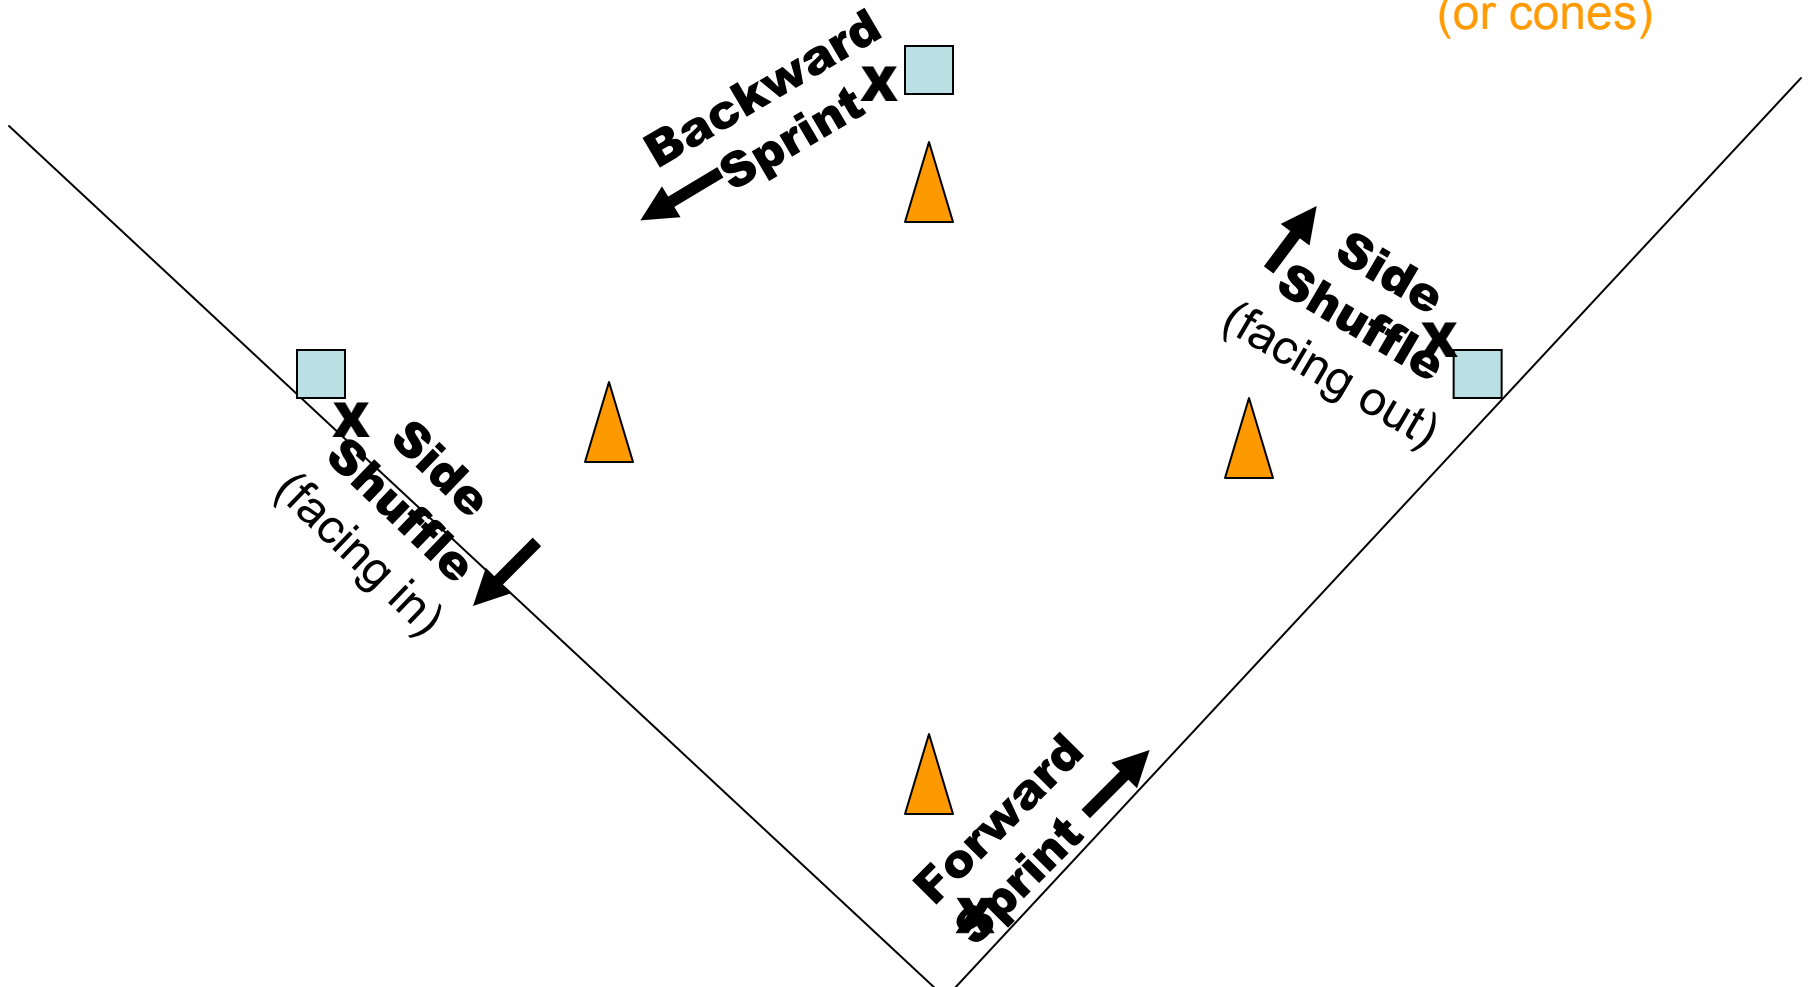 (or cones)
Backward
Sprint
X
Side
Shuffle
X
(facing out)
X
Side
Shuffle
(facing in)
Forward
Sprint
X